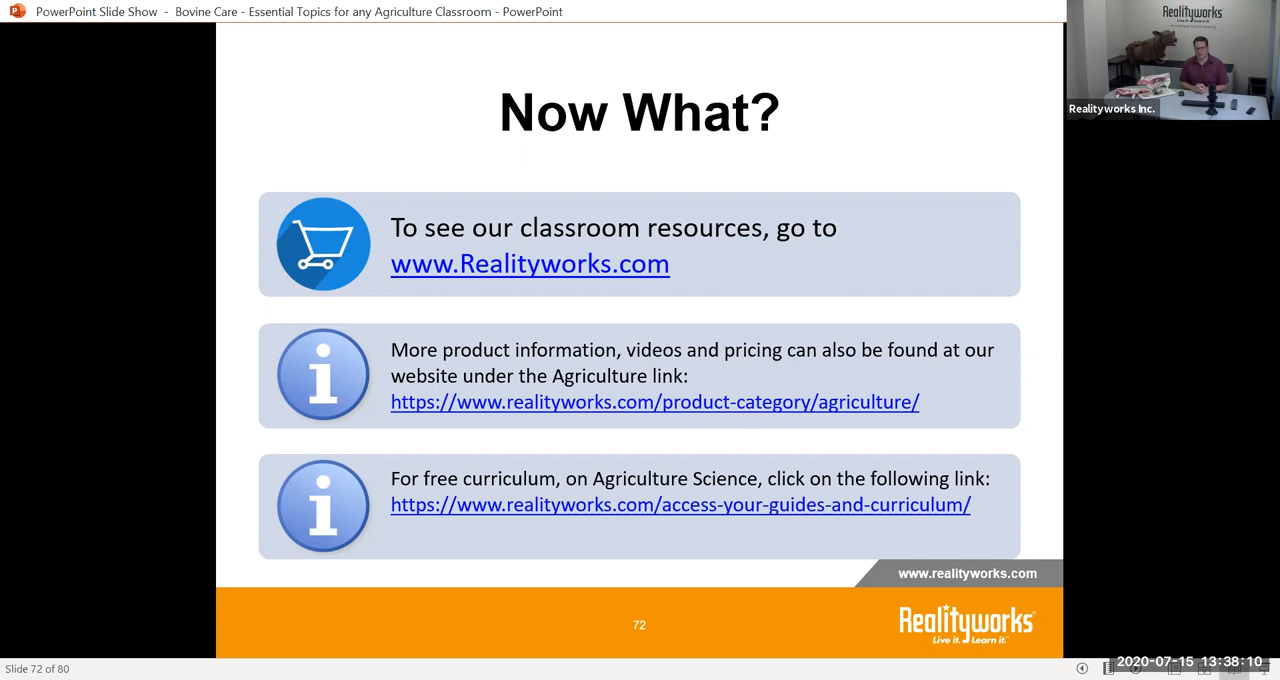 PowerPoint Slide Show - Bovine Care - Essential Topics for any Agriculture Classroom - PowerPoint
Realityworks
Live it. Learn it.
Realityworks Inc.
Now What?
To see our classroom resources, go to
www.Realityworks.com
More product information, videos and pricing can also be found at our
website under the Agriculture link:
https://www.realityworks.com/product-category/agriculture/
For free curriculum, on Agriculture Science, click on the following link:
https://www.realityworks.com/access-your-guides-and-curriculum/
www.realityworks.com
72
Realityworks
Live it. Learn it.
Slide 72 of 80
2020-07-15 13:38:10